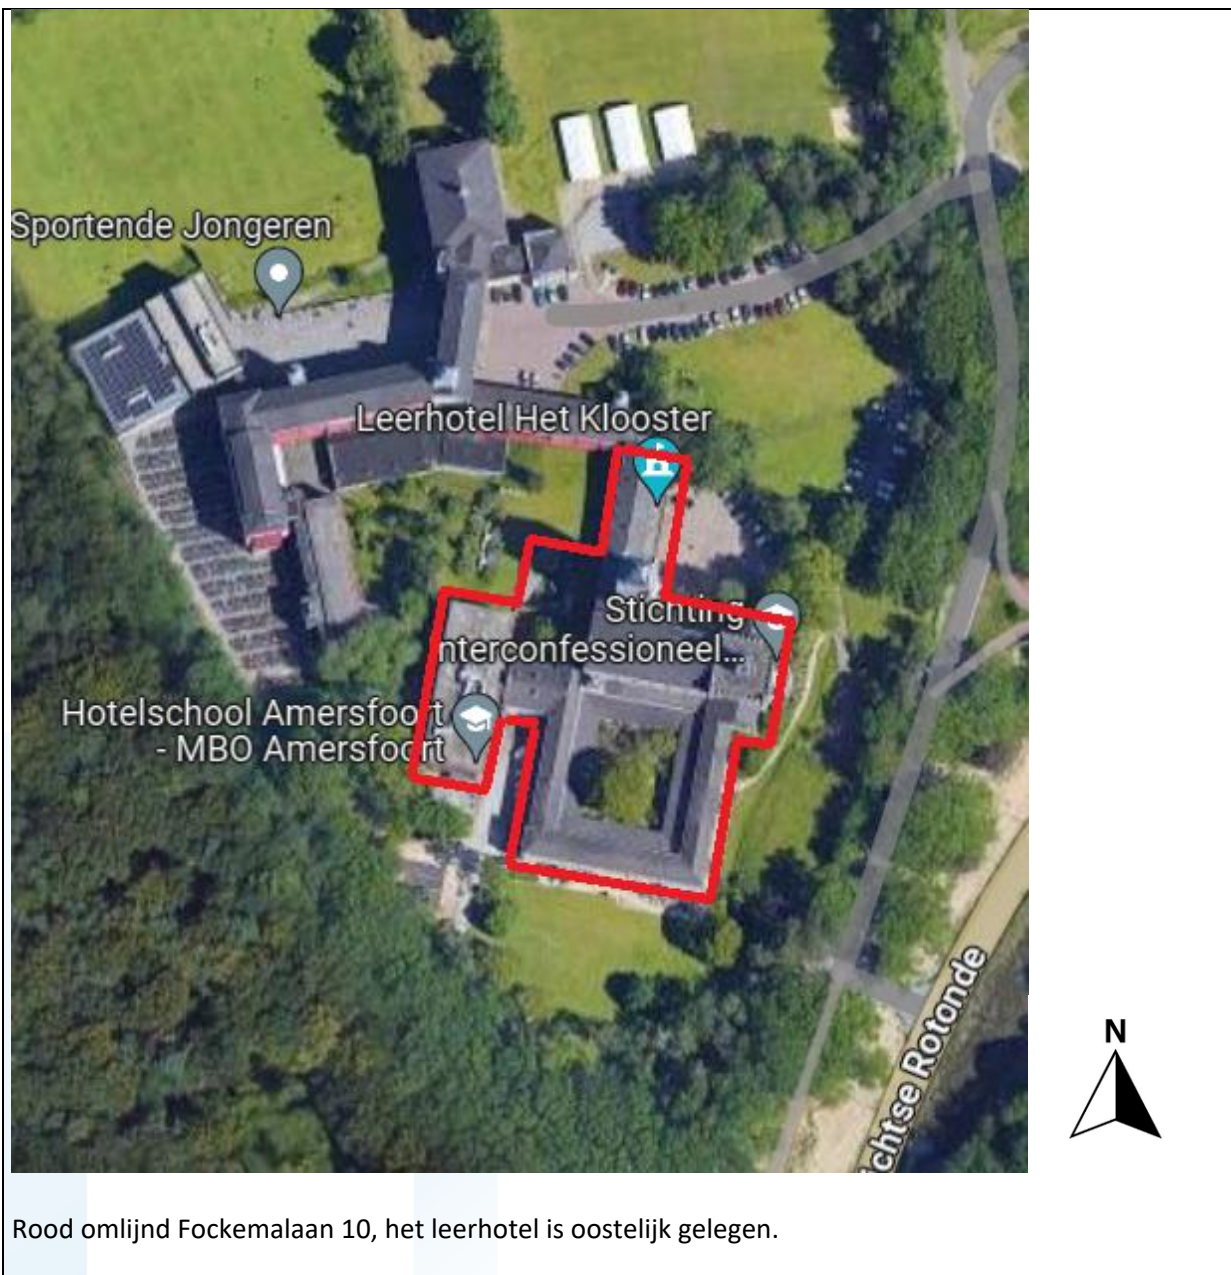 Sportende Jongeren
Leerhotel Het Klooster
Stichting
nterconfessioneel...
Hotelschool Amersfoort
- MBO Amersfoort
ichtse Rotonde
N
Rood omlijnd Fockemalaan 10, het leerhotel is oostelijk gelegen.